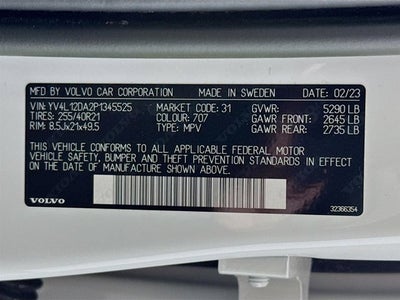 MFD. BY VOLVO CAR CORPORATION MADE IN SWEDEN 02/23
VIN: YV4L12DA2P1345525 MARKET CODE: 31 GVWR: 5290 LB
TIRES: 255/40R21 COLOUR: 707 GAWR FRONT: 2645 LB
RIM: 8.5Jx21x49.5 TYPE: MPV GAWR REAR: 2735 LB
THIS VEHICLE CONFORMS TO ALL APPLICABLE FEDERAL MOTOR
VEHICLE SAFETY, BUMPER AND THEFT PREVENTION STANDARDS IN EFFECT
ON THE DATE OF MANUFACTURE SHOWN ABOVE.
VOLVO 32366354